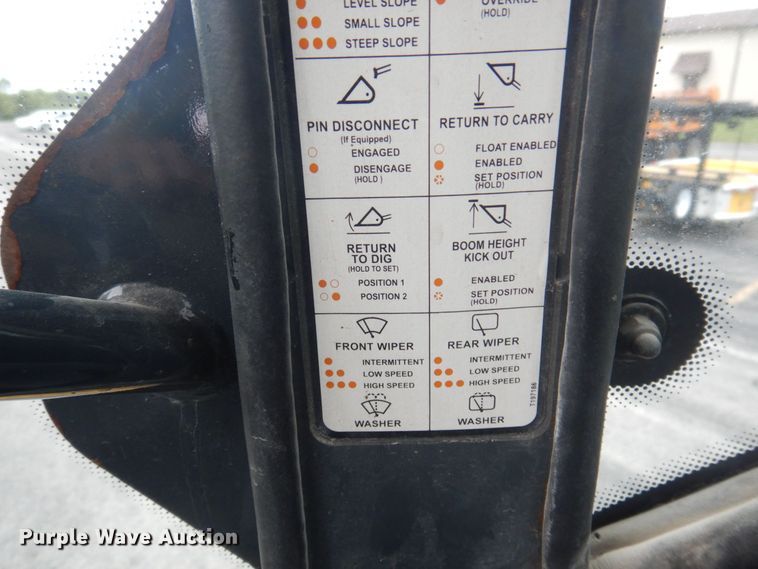 LEVEL SLOPE
SMALL SLOPE
STEEP SLOPE
OVERRIDE
(HOLD)
PIN DISCONNECT
(If Equipped)
ENGAGED
DISENGAGE
(HOLD )
RETURN TO CARRY
FLOAT ENABLED
ENABLED
SET POSITION
(HOLD)
RETURN
TO DIG
(HOLD TO SET)
POSITION 1
POSITION 2
BOOM HEIGHT
KICK OUT
ENABLED
SET POSITION
(HOLD)
FRONT WIPER
INTERMITTENT
LOW SPEED
HIGH SPEED
WASHER
REAR WIPER
INTERMITTENT
LOW SPEED
HIGH SPEED
WASHER
T197186
Purple Wave Auction